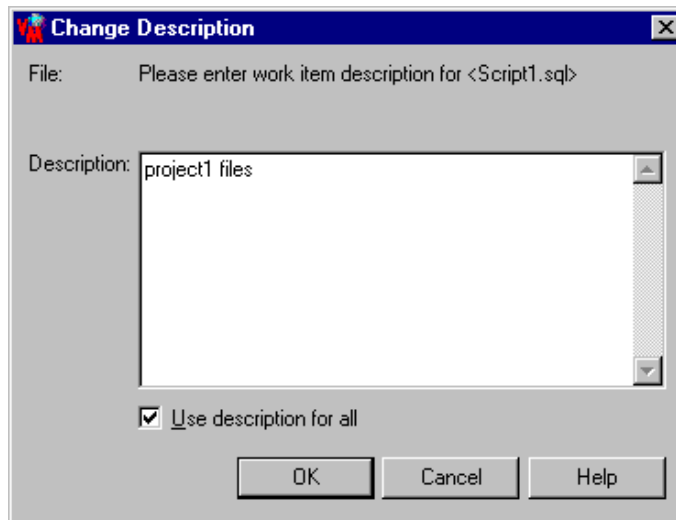 VM Change Description
File: Please enter work item description for <Script1.sql>
Description: project1 files
Use description for all
OK Cancel Help